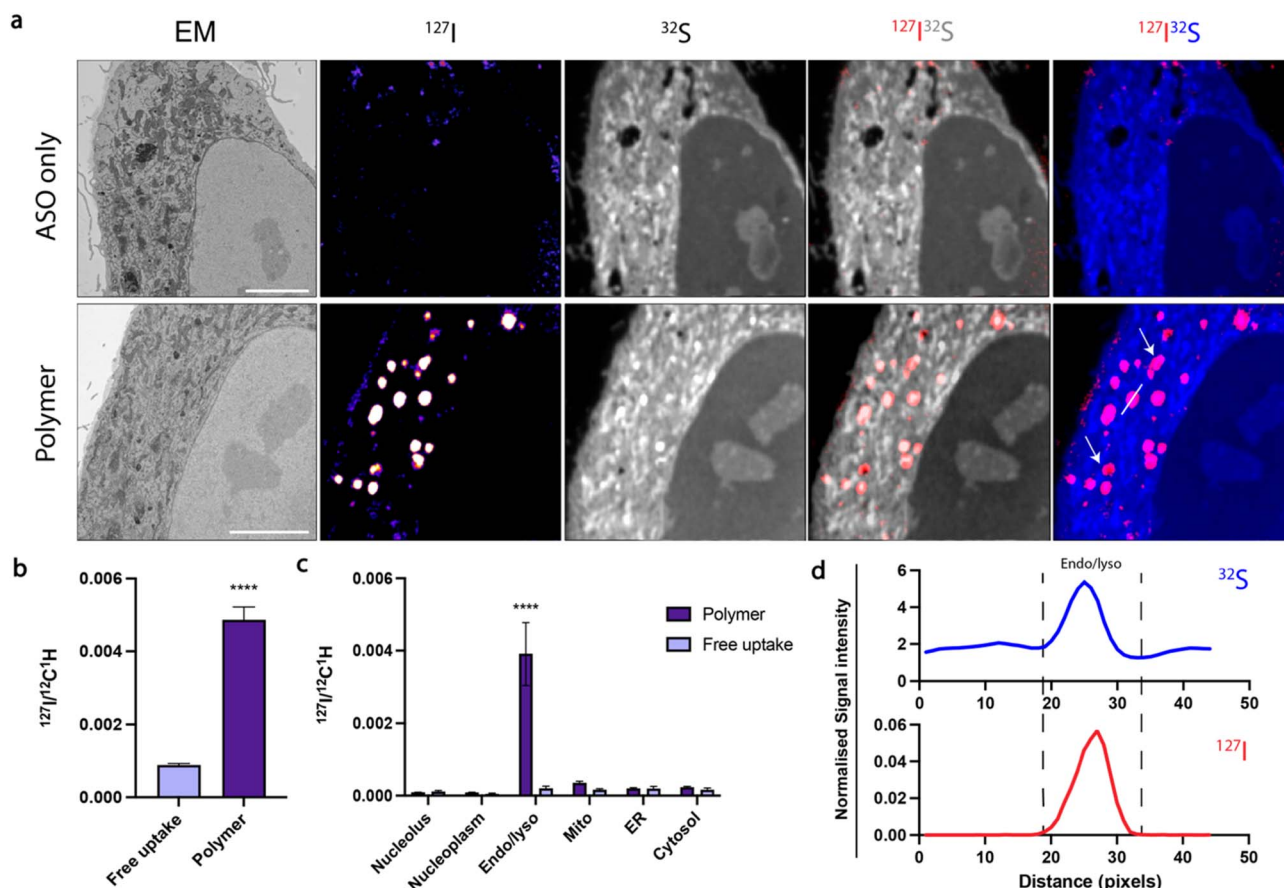 a
EM
¹²⁷I
³²S
¹²⁷I³²S
¹²⁷I³²S
ASO only
Polymer
b
¹²⁷I/¹²C¹H
0.006
0.004
0.002
0.000
****
Free uptake
Polymer
c
¹²⁷I/¹²C¹H
0.006
0.004
0.002
0.000
****
Polymer
Free uptake
Nucleolus
Nucleoplasm
Endo/lyso
Mito
ER
Cytosol
d
Normalised Signal intensity
Endo/lyso
³²S
6
4
2
0
0
10
20
30
40
50
¹²⁷I
0.06
0.04
0.02
0.00
0
10
20
30
40
50
Distance (pixels)